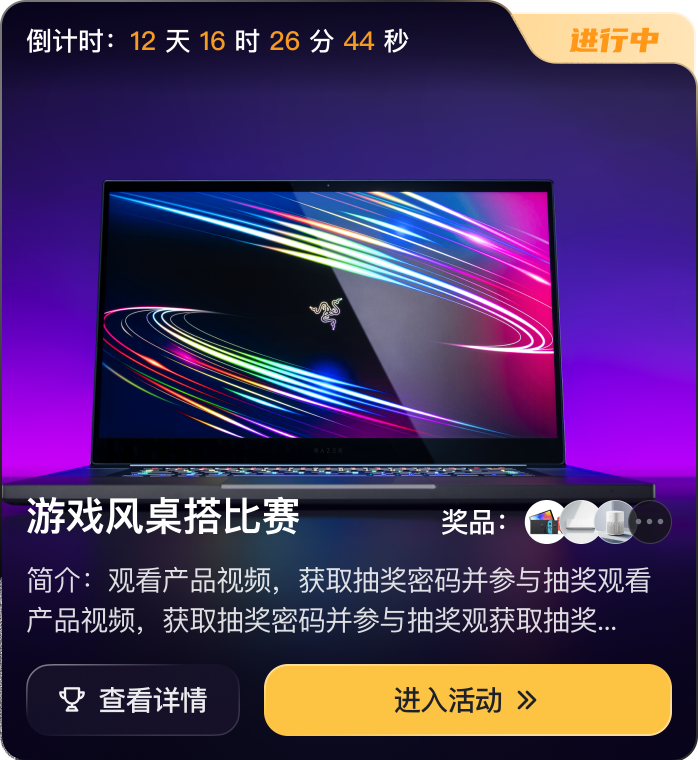 倒计时：12 天 16 时 26 分 44 秒
进行中
RAZER
游戏风桌搭比赛
奖品：
简介：观看产品视频，获取抽奖密码并参与抽奖观看
产品视频，获取抽奖密码并参与抽奖观获取抽奖...
查看详情
进入活动